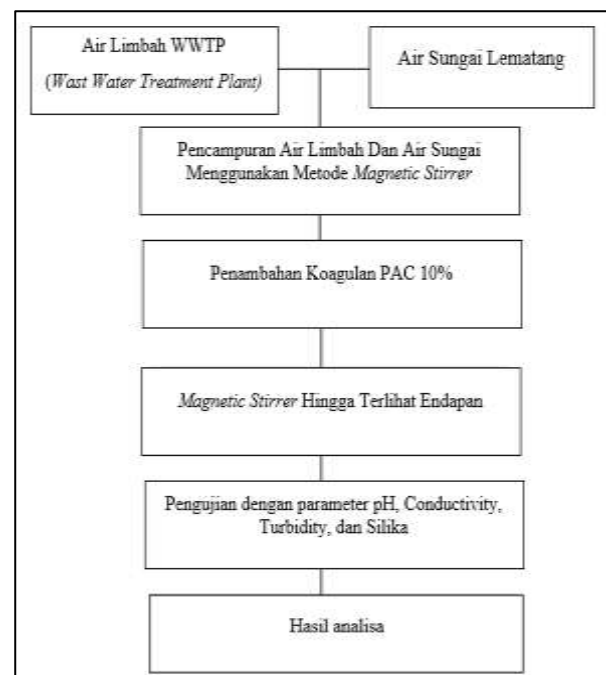 Air Limbah WWTP
(Wast Water Treatment Plant)
Air Sungai Lematang
Pencampuran Air Limbah Dan Air Sungai
Menggunakan Metode Magnetic Stirrer
Penambahan Koagulan PAC 10%
Magnetic Stirrer Hingga Terlihat Endapan
Pengujian dengan parameter pH, Conductivity,
Turbidity, dan Silika
Hasil analisa